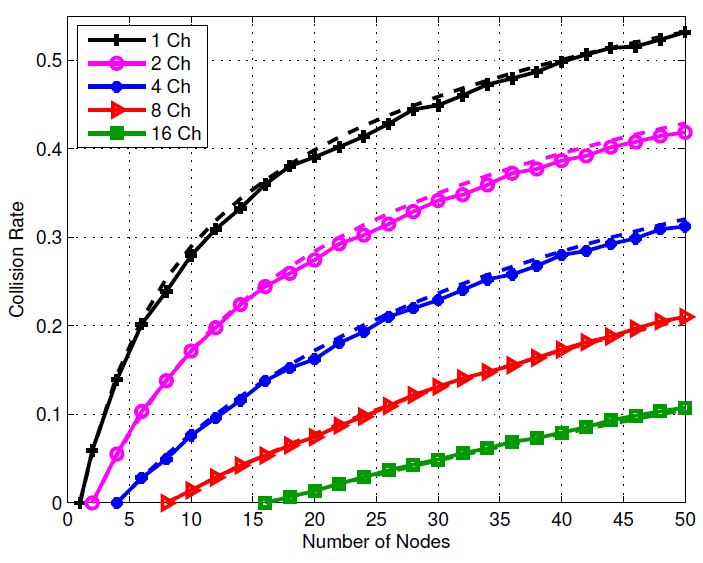 1 Ch
2 Ch
4 Ch
8 Ch
16 Ch
0.5
0.4
0.3
0.2
0.1
0
Collision Rate
0 5 10 15 20 25 30 35 40 45 50
Number of Nodes